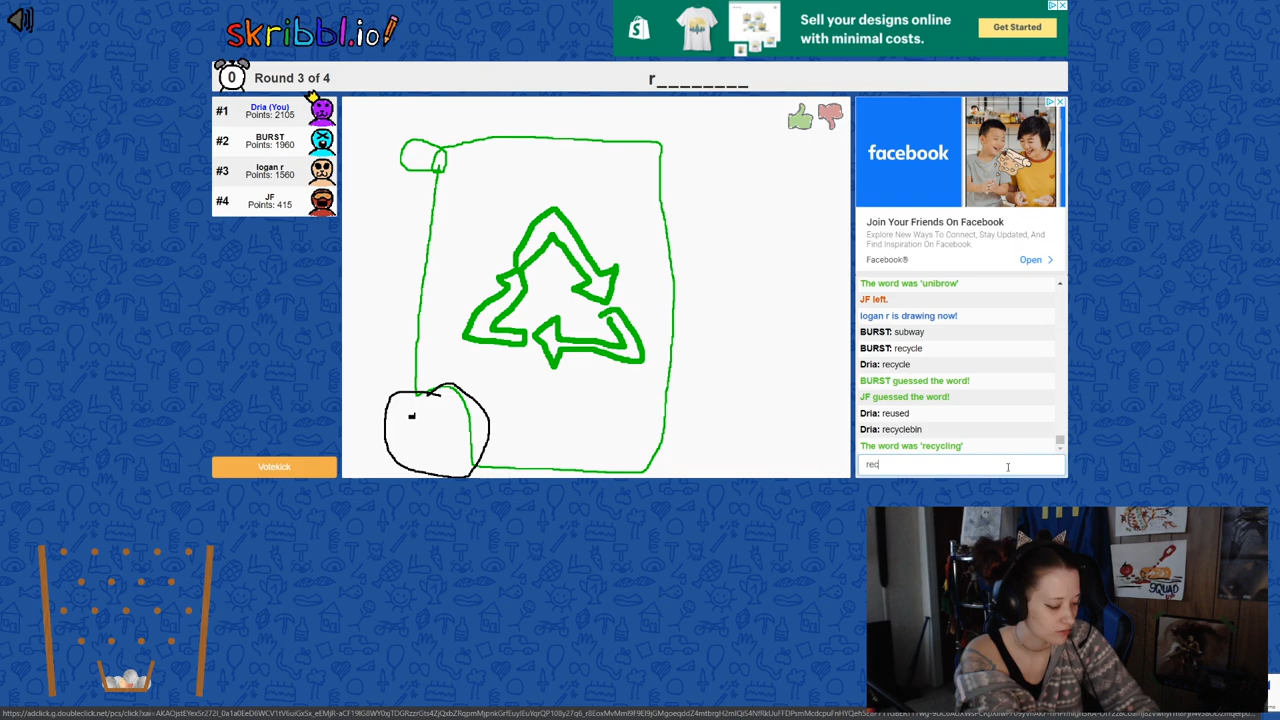 skribbl.io
Sell your designs online
with minimal costs.
Get Started
0
Round 3 of 4
r________
#1
Dria (You)
Points: 2105
#2
BURST
Points: 1960
#3
logan r
Points: 1560
#4
JF
Points: 415
facebook
Join Your Friends On Facebook
Explore New Ways To Connect, Stay Updated, And
Find Inspiration On Facebook.
Facebook®
Open
The word was 'unibrow'
JF left.
logan r is drawing now!
BURST: subway
BURST: recycle
Dria: recycle
BURST guessed the word!
JF guessed the word!
Dria: reused
Dria: recyclebin
The word was 'recycling'
rec
Votekick
SQUAD